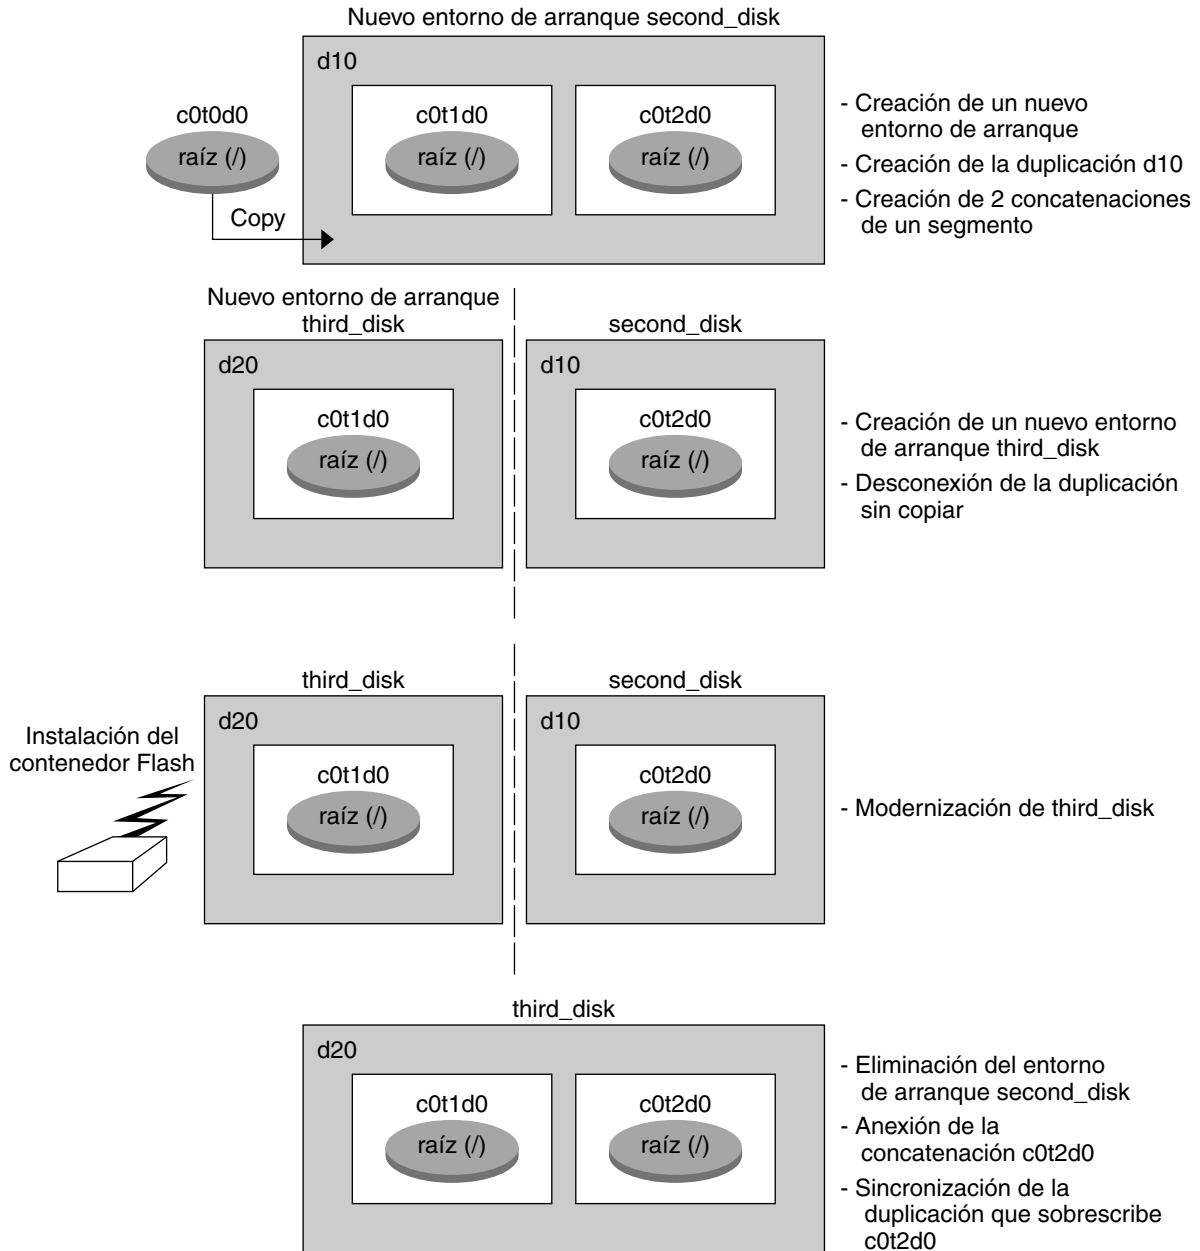 Nuevo entorno de arranque second_disk
d10
c0t0d0
raíz (/)
Copy
c0t1d0
raíz (/)
c0t2d0
raíz (/)
- Creación de un nuevo
entorno de arranque
- Creación de la duplicación d10
- Creación de 2 concatenaciones
de un segmento
Nuevo entorno de arranque
third_disk
d20
c0t1d0
raíz (/)
second_disk
d10
c0t2d0
raíz (/)
- Creación de un nuevo entorno
de arranque third_disk
- Desconexión de la duplicación
sin copiar
Instalación del
contenedor Flash
third_disk
d20
c0t1d0
raíz (/)
second_disk
d10
c0t2d0
raíz (/)
- Modernización de third_disk
third_disk
d20
c0t1d0
raíz (/)
c0t2d0
raíz (/)
- Eliminación del entorno
de arranque second_disk
- Anexión de la
concatenación c0t2d0
- Sincronización de la
duplicación que sobrescribe
c0t2d0